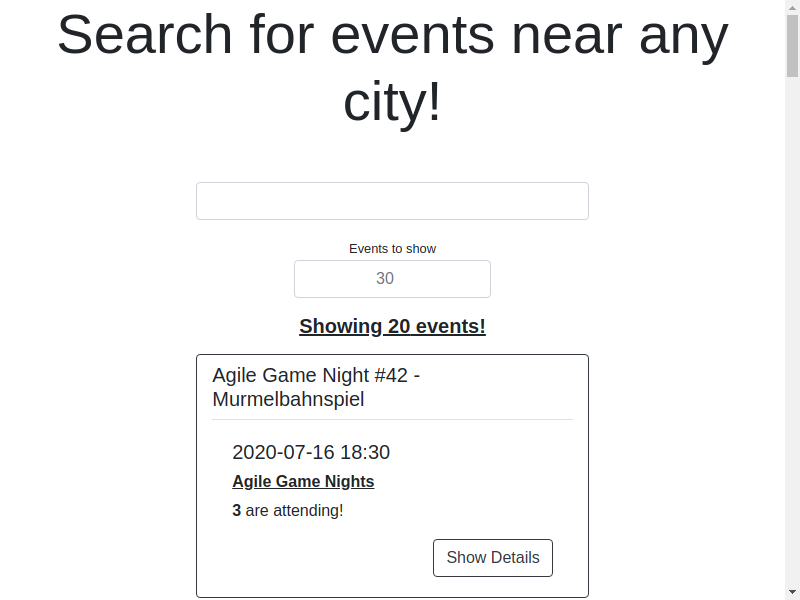 Search for events near any
city!
Events to show
30
Showing 20 events!
Agile Game Night #42 -
Murmelbahnspiel
2020-07-16 18:30
Agile Game Nights
3 are attending!
Show Details